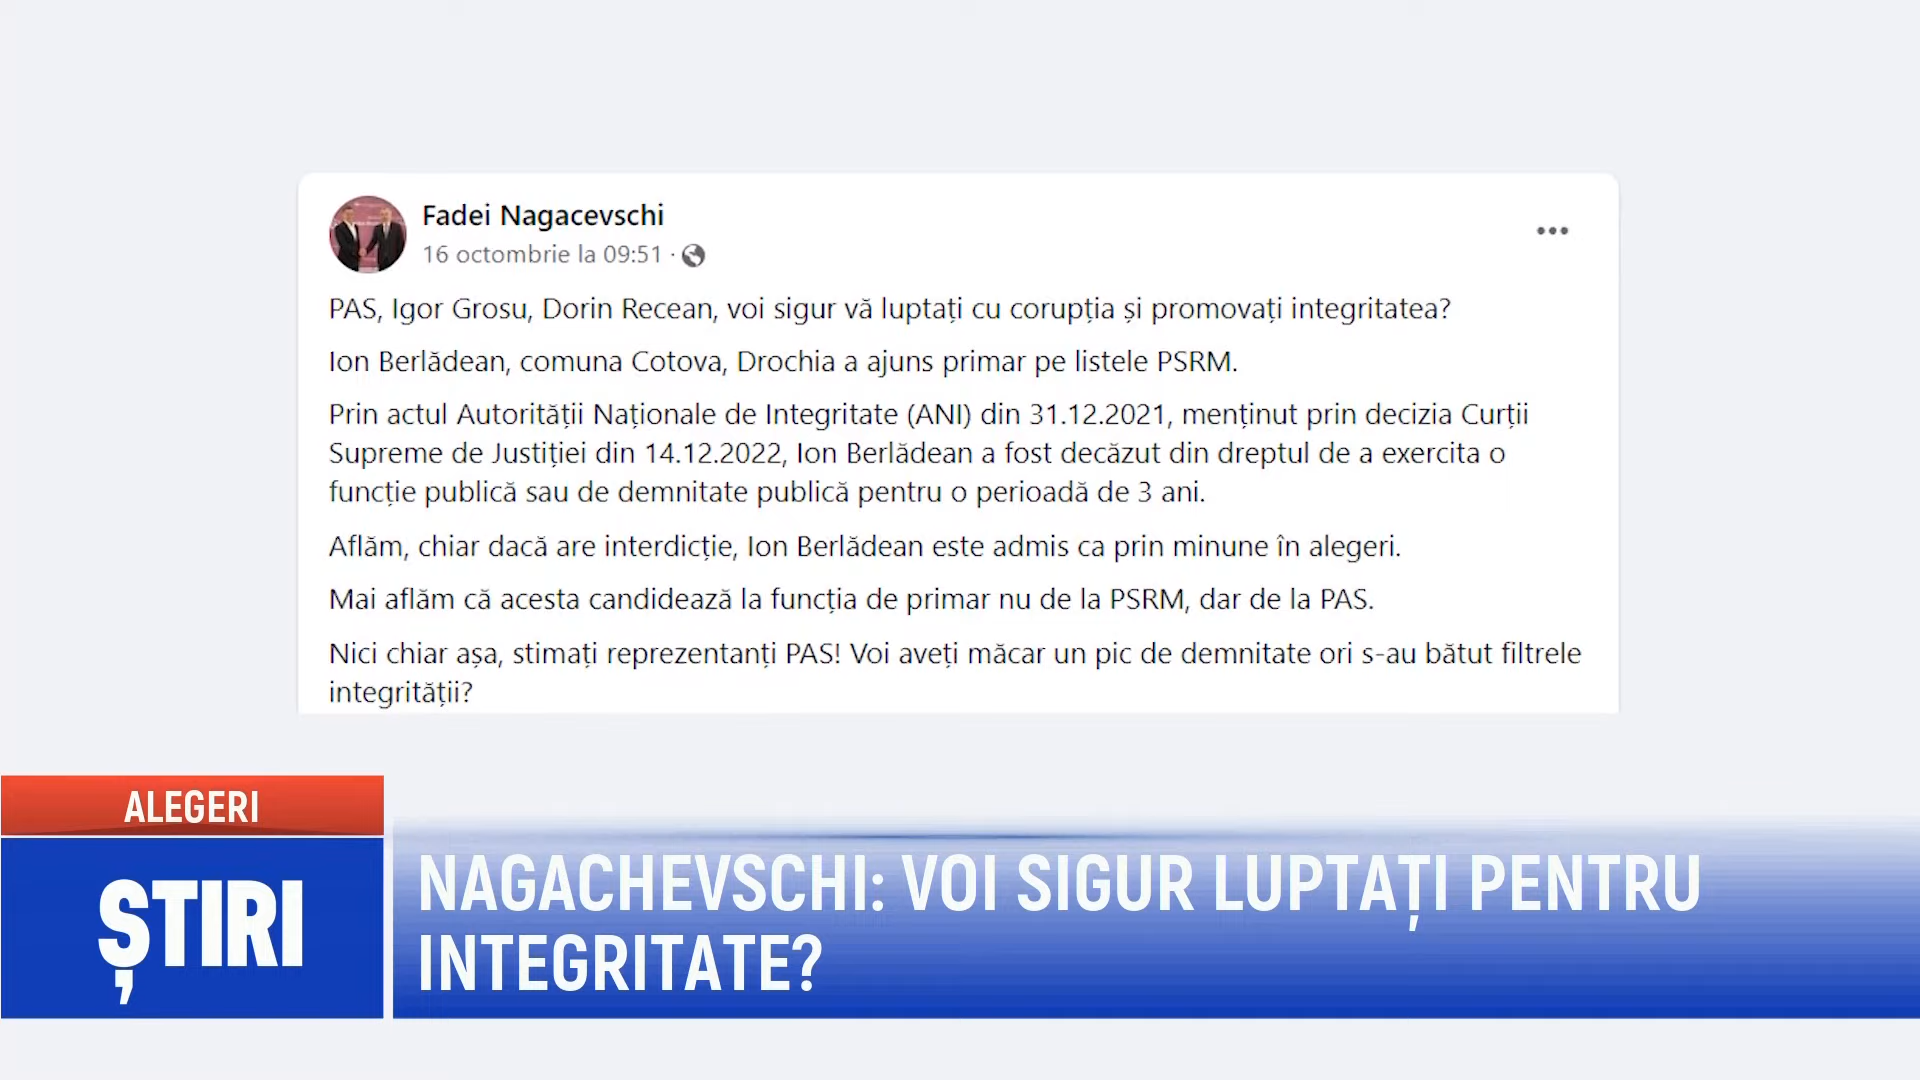 Fadei Nagacevschi
16 octombrie la 09:51 ·
PAS, Igor Grosu, Dorin Recean, voi sigur vă luptați cu corupția și promovați integritatea?
Ion Berlădean, comuna Cotova, Drochia a ajuns primar pe listele PSRM.
Prin actul Autorității Naționale de Integritate (ANI) din 31.12.2021, menținut prin decizia Curții
Supreme de Justiției din 14.12.2022, Ion Berlădean a fost decăzut din dreptul de a exercita o
funcție publică sau de demnitate publică pentru o perioadă de 3 ani.
Aflăm, chiar dacă are interdicție, Ion Berlădean este admis ca prin minune în alegeri.
Mai aflăm că acesta candidează la funcția de primar nu de la PSRM, dar de la PAS.
Nici chiar așa, stimați reprezentanți PAS! Voi aveți măcar un pic de demnitate ori s-au bătut filtrele
integrității?
ALEGERI
ȘTIRI
NAGACHEVSCHI: VOI SIGUR LUPTAȚI PENTRU
INTEGRITATE?